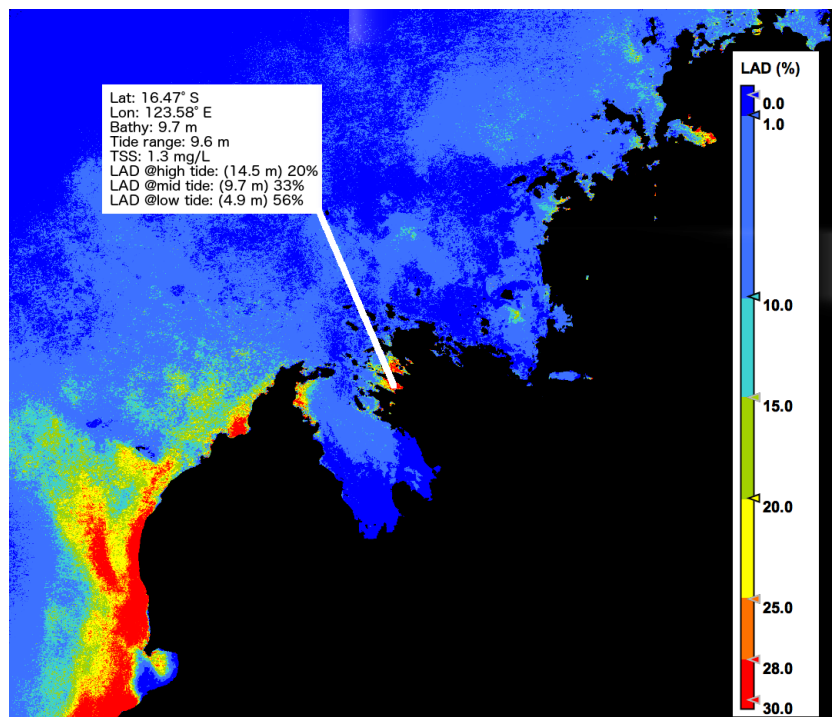 Lat: 16.47° S
Lon: 123.58° E
Bathy: 9.7 m
Tide range: 9.6 m
TSS: 1.3 mg/L
LAD @high tide: (14.5 m) 20%
LAD @mid tide: (9.7 m) 33%
LAD @low tide: (4.9 m) 56%
LAD (%)
0.0
1.0
10.0
15.0
20.0
25.0
28.0
30.0